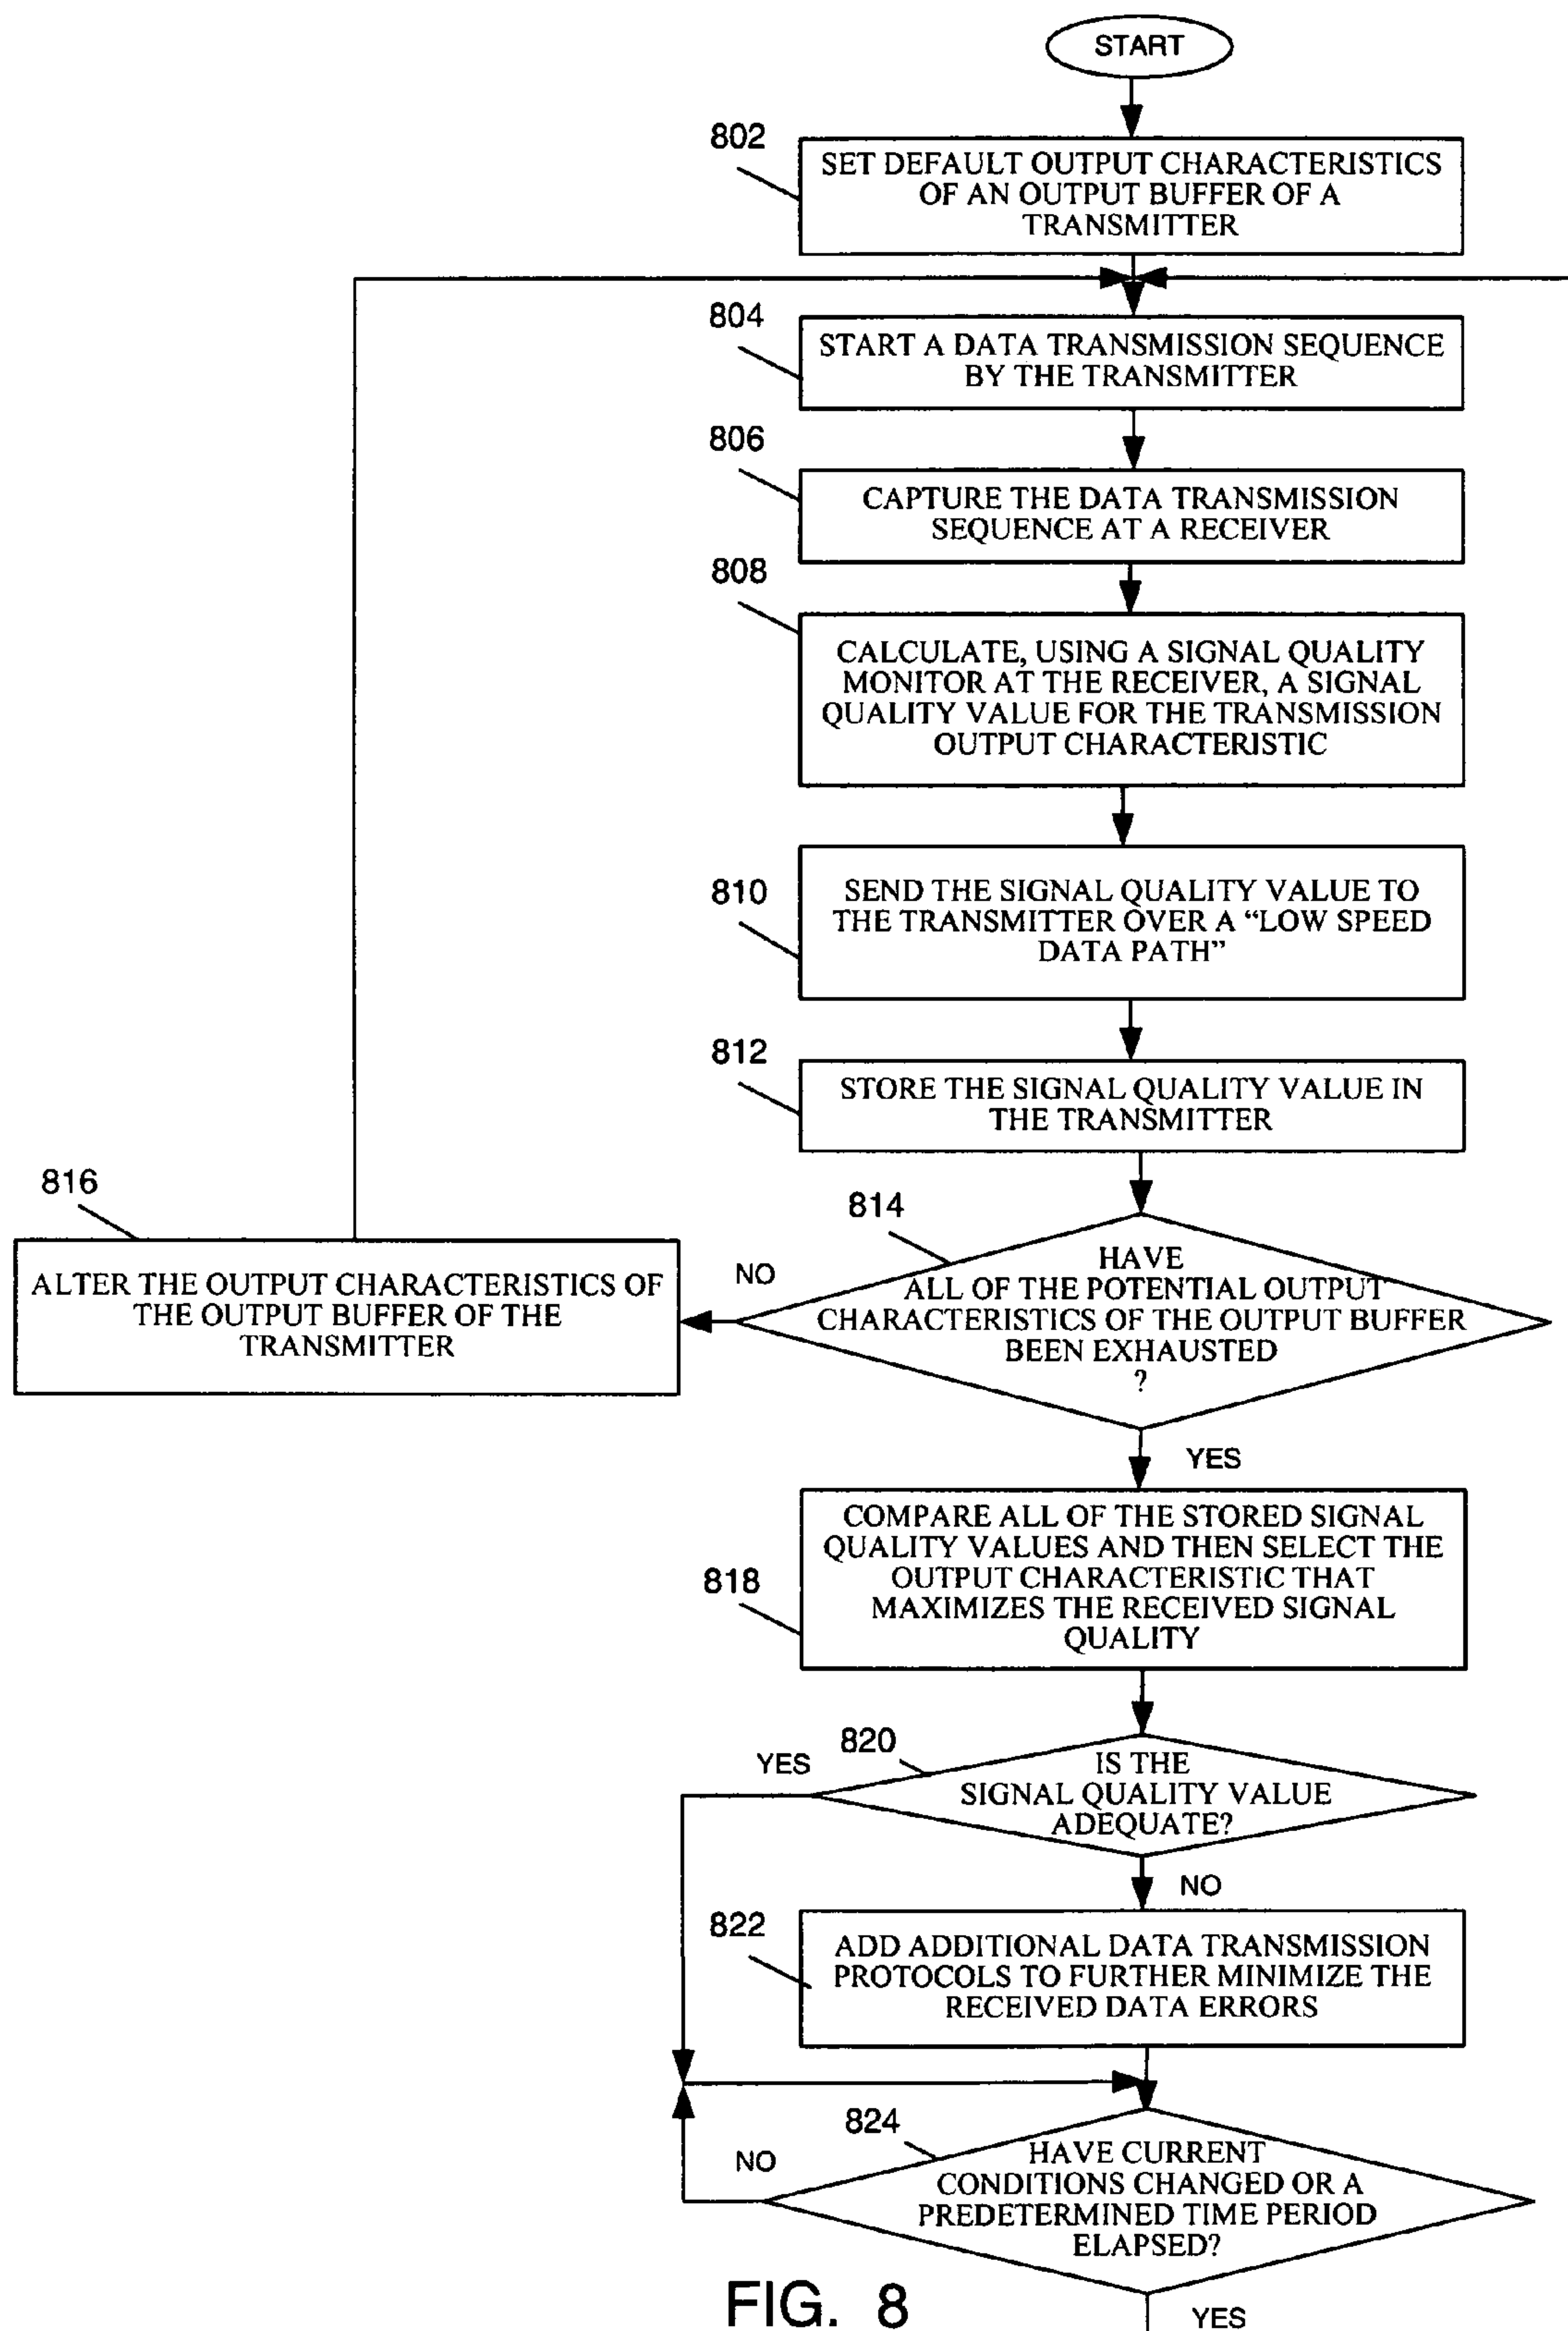 START
802
SET DEFAULT OUTPUT CHARACTERISTICS
OF AN OUTPUT BUFFER OF A
TRANSMITTER
804
START A DATA TRANSMISSION SEQUENCE
BY THE TRANSMITTER
806
CAPTURE THE DATA TRANSMISSION
SEQUENCE AT A RECEIVER
808
CALCULATE, USING A SIGNAL QUALITY
MONITOR AT THE RECEIVER, A SIGNAL
QUALITY VALUE FOR THE TRANSMISSION
OUTPUT CHARACTERISTIC
810
SEND THE SIGNAL QUALITY VALUE TO
THE TRANSMITTER OVER A “LOW SPEED
DATA PATH”
812
STORE THE SIGNAL QUALITY VALUE IN
THE TRANSMITTER
814
HAVE
ALL OF THE POTENTIAL OUTPUT
CHARACTERISTICS OF THE OUTPUT BUFFER
BEEN EXHAUSTED
?
NO
816
ALTER THE OUTPUT CHARACTERISTICS OF
THE OUTPUT BUFFER OF THE
TRANSMITTER
YES
818
COMPARE ALL OF THE STORED SIGNAL
QUALITY VALUES AND THEN SELECT THE
OUTPUT CHARACTERISTIC THAT
MAXIMIZES THE RECEIVED SIGNAL
QUALITY
820
YES
IS THE
SIGNAL QUALITY VALUE
ADEQUATE?
NO
822
ADD ADDITIONAL DATA TRANSMISSION
PROTOCOLS TO FURTHER MINIMIZE THE
RECEIVED DATA ERRORS
824
NO
HAVE CURRENT
CONDITIONS CHANGED OR A
PREDETERMINED TIME PERIOD
ELAPSED?
YES
FIG. 8